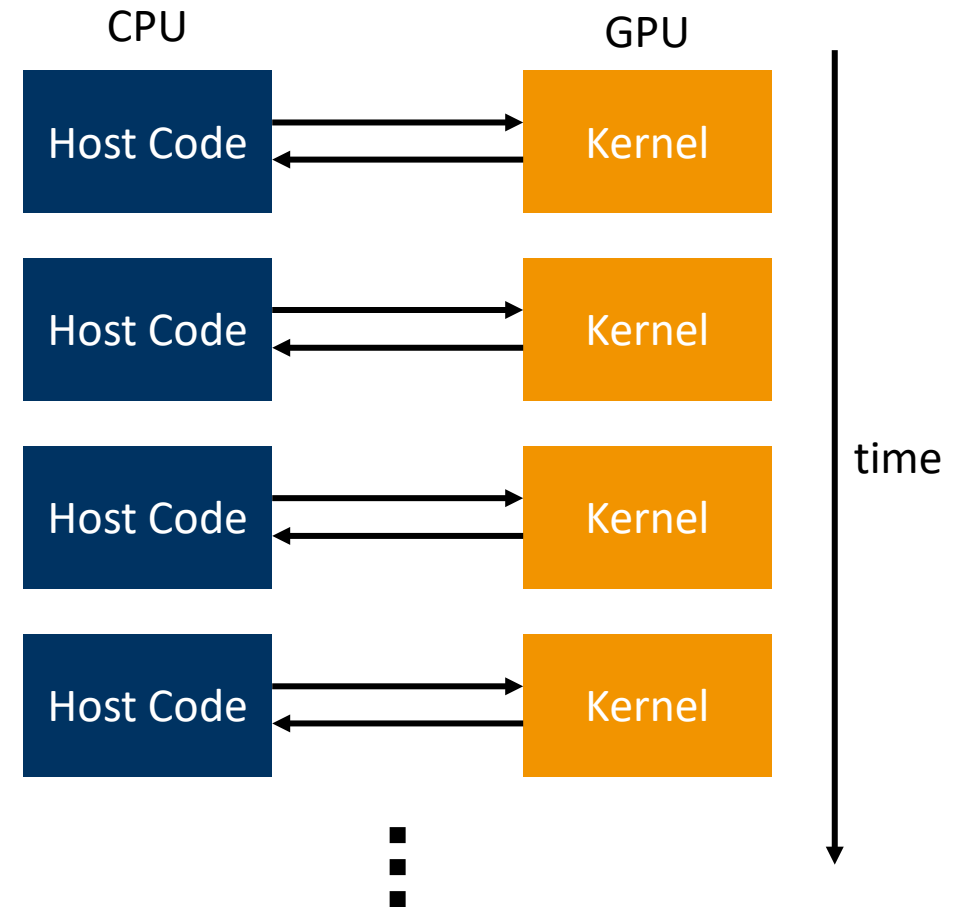 CPU
GPU
Host Code
Kernel
Host Code
Kernel
time
Host Code
Kernel
Host Code
Kernel